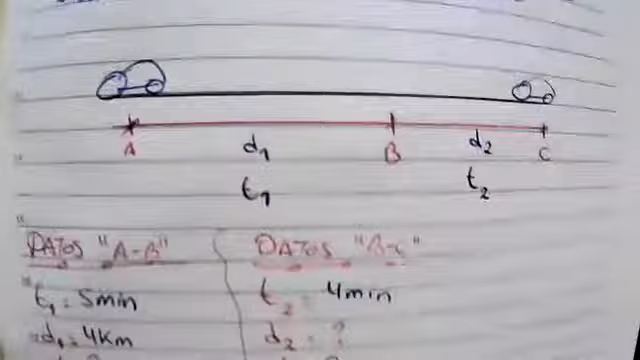 A d₁ B d₂ C
t₁ t₂
DATOS "A-B" DATOS "B-C"
t₁ = 5min t₂ = 4min
d₁ = 4Km d₂ = ?